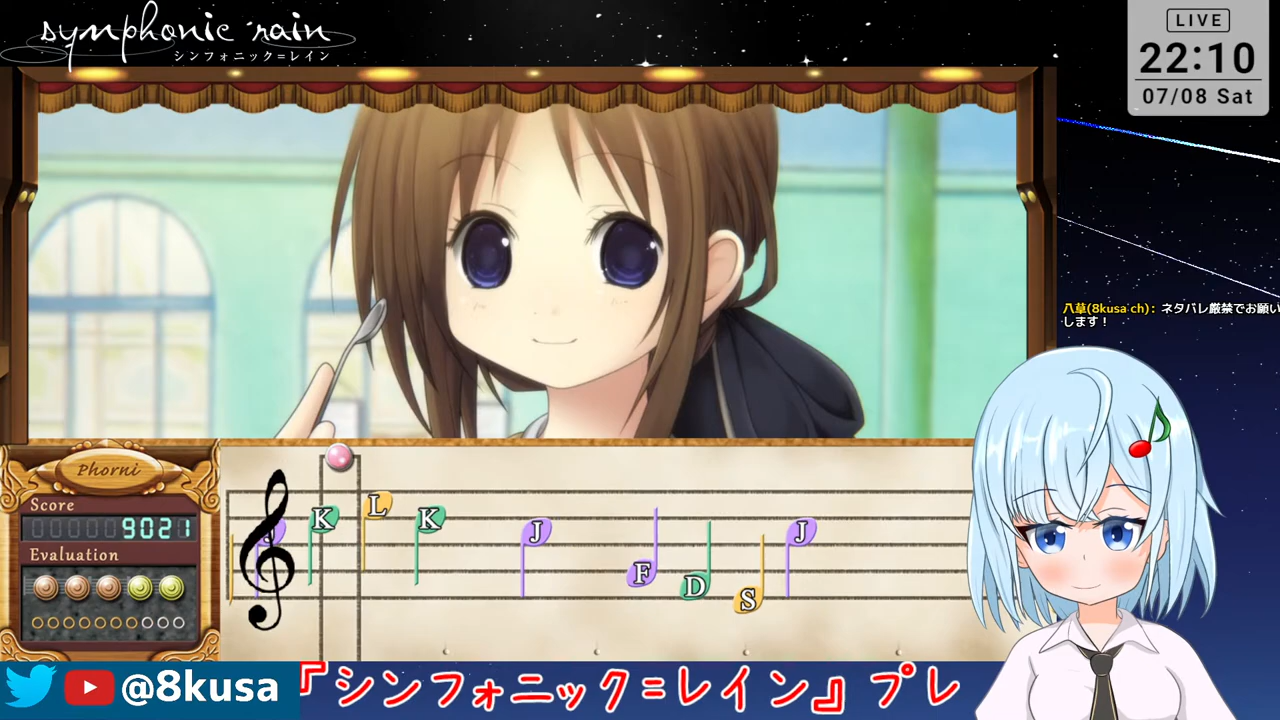 symphonic rain
シンフォニック=レイン
LIVE
22:10
07/08 Sat
八草(8kusa ch): ネタバレ厳禁でお願い
します!
Phorni
Score
9021
Evaluation
J K L K J F D S J
@8kusa
『シンフォニック=レイン』プレ